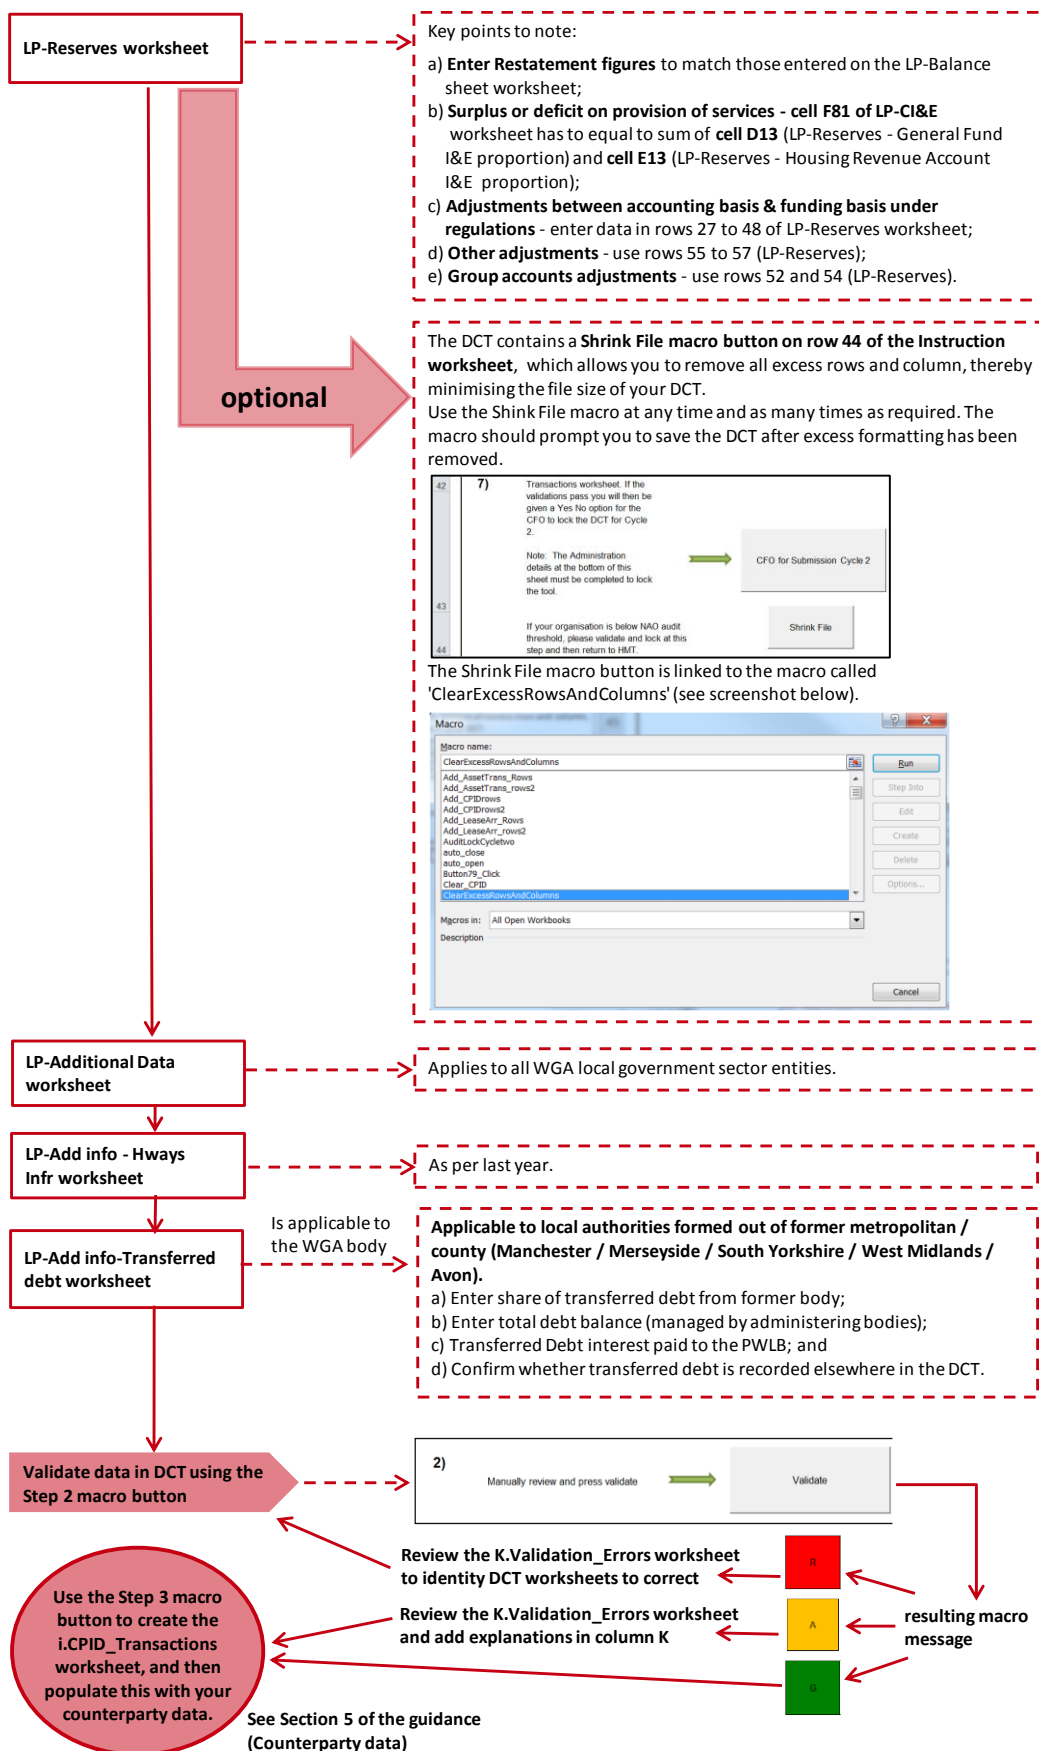 LP-Reserves worksheet
Key points to note:
a) Enter Restatement figures to match those entered on the LP-Balance
sheet worksheet;
b) Surplus or deficit on provision of services - cell F81 of LP-CI&E
worksheet has to equal to sum of cell D13 (LP-Reserves - General Fund
I&E proportion) and cell E13 (LP-Reserves - Housing Revenue Account
I&E proportion);
c) Adjustments between accounting basis & funding basis under
regulations - enter data in rows 27 to 48 of LP-Reserves worksheet;
d) Other adjustments - use rows 55 to 57 (LP-Reserves);
e) Group accounts adjustments - use rows 52 and 54 (LP-Reserves).
optional
The DCT contains a Shrink File macro button on row 44 of the Instruction
worksheet, which allows you to remove all excess rows and column, thereby
minimising the file size of your DCT.
Use the Shink File macro at any time and as many times as required. The
macro should prompt you to save the DCT after excess formatting has been
removed.
42
7)
Transactions worksheet. If the
validations pass you will then be
given a Yes No option for the
CFO to lock the DCT for Cycle
2.
Note: The Administration
details at the bottom of this
sheet must be completed to lock
the tool.
CFO for Submission Cycle 2
43
If your organisation is below NAO audit
threshold, please validate and lock at this
step and then return to HMT.
Shrink File
44
The Shrink File macro button is linked to the macro called
'ClearExcessRowsAndColumns' (see screenshot below).
Macro
Macro name:
ClearExcessRowsAndColumns
Add_AssetTrans_Rows
Add_AssetTrans_rows2
Add_CPIDrows
Add_CPIDrows2
Add_LeaseArr_Rows
Add_LeaseArr_rows2
AuditLockCycletwo
auto_close
auto_open
Button79_Click
Clear_CPID
ClearExcessRowsAndColumns
Run
Step Into
Edit
Create
Delete
Options...
Macros in: All Open Workbooks
Description
Cancel
LP-Additional Data
worksheet
Applies to all WGA local government sector entities.
LP-Add info - Hways
Infr worksheet
As per last year.
LP-Add info-Transferred
debt worksheet
Is applicable to
the WGA body
Applicable to local authorities formed out of former metropolitan /
county (Manchester / Merseyside / South Yorkshire / West Midlands /
Avon).
a) Enter share of transferred debt from former body;
b) Enter total debt balance (managed by administering bodies);
c) Transferred Debt interest paid to the PWLB; and
d) Confirm whether transferred debt is recorded elsewhere in the DCT.
Validate data in DCT using the
Step 2 macro button
2)
Manually review and press validate
Validate
Review the K.Validation_Errors worksheet
to identity DCT worksheets to correct
R
Review the K.Validation_Errors worksheet
and add explanations in column K
A
G
resulting macro
message
Use the Step 3 macro
button to create the
i.CPID_Transactions
worksheet, and then
populate this with your
counterparty data.
See Section 5 of the guidance
(Counterparty data)